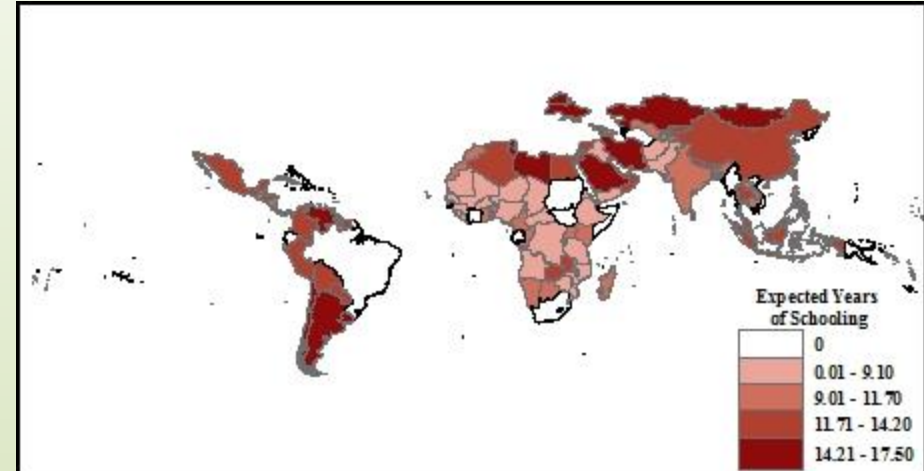 Expected Years
of Schooling
0
0.01 - 9.10
9.01 - 11.70
11.71 - 14.20
14.21 - 17.50